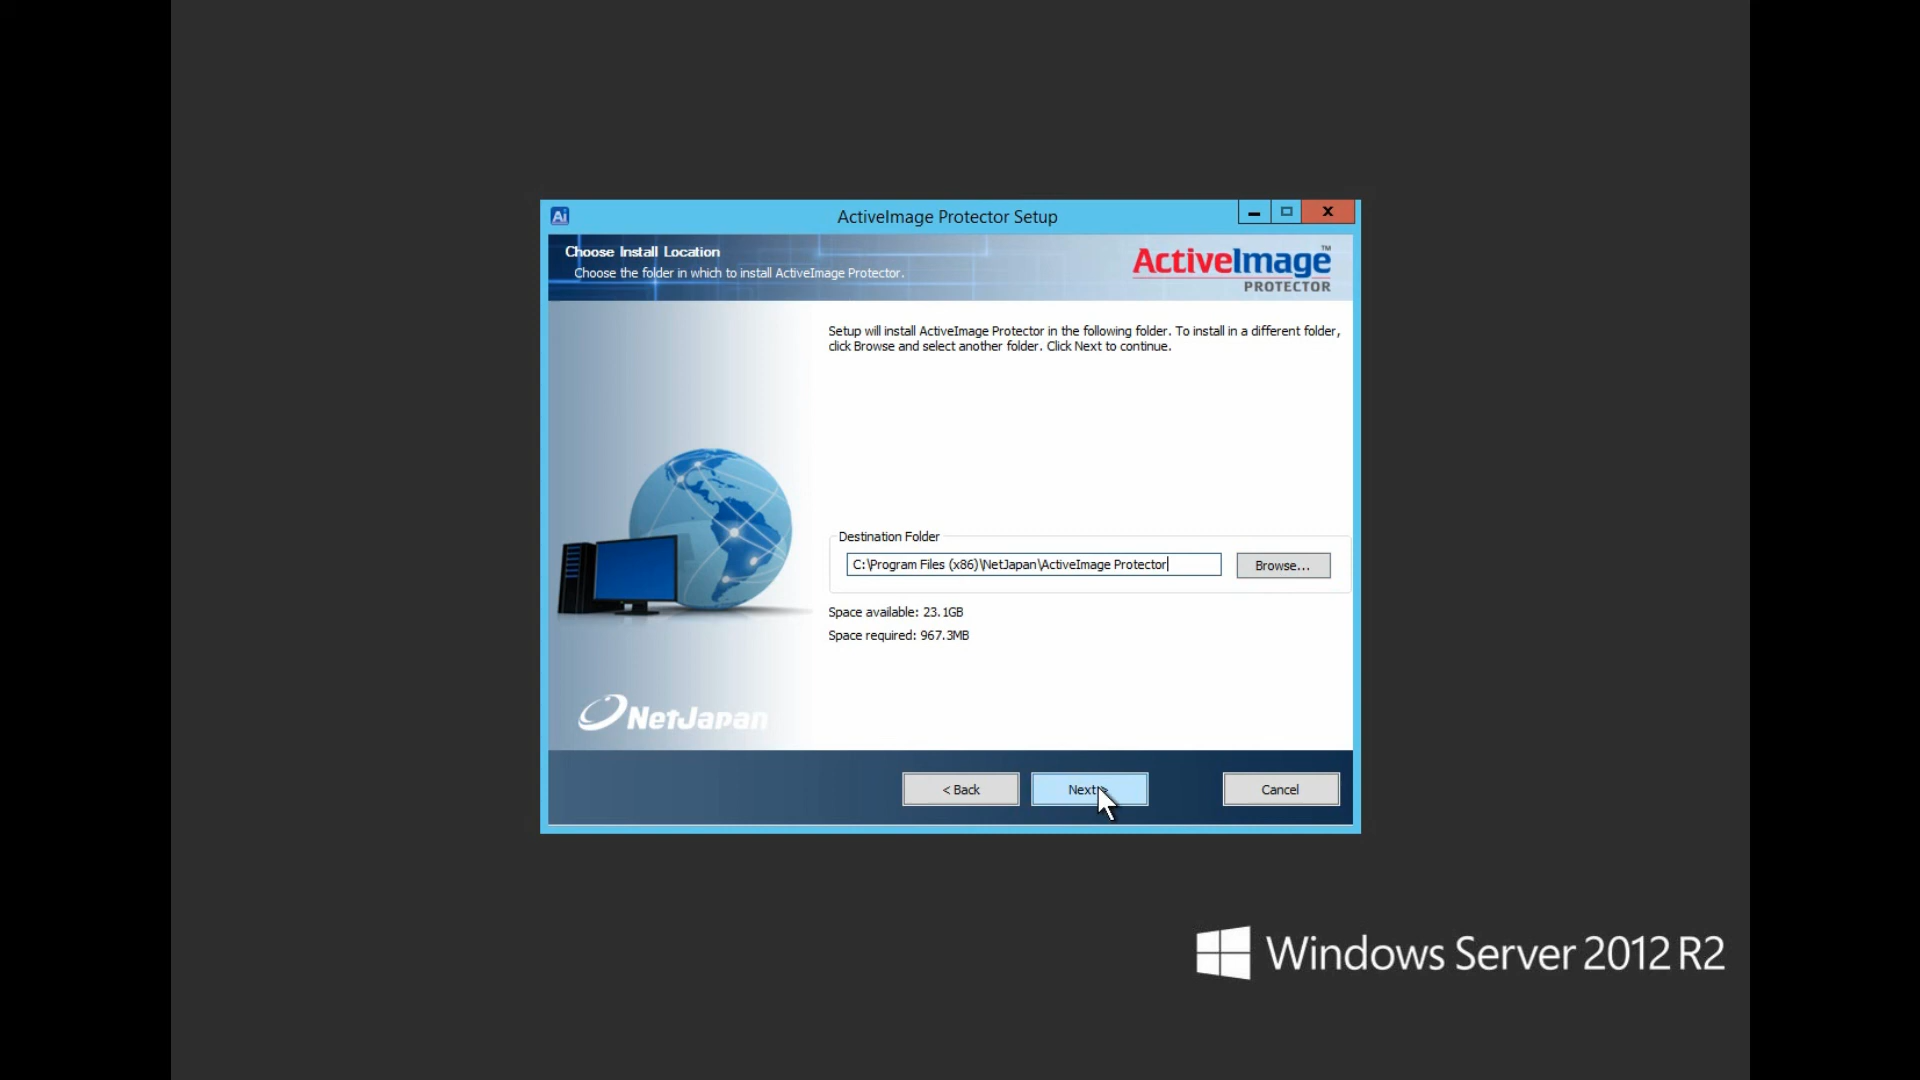 Ai
ActiveImage Protector Setup
Choose Install Location
Choose the folder in which to install ActiveImage Protector.
ActiveImage™
PROTECTOR
Setup will install ActiveImage Protector in the following folder. To install in a different folder,
click Browse and select another folder. Click Next to continue.
Destination Folder
C:\Program Files (x86)\NetJapan\ActiveImage Protector
Browse...
Space available: 23.1GB
Space required: 967.3MB
NetJapan
< Back
Next >
Cancel
Windows Server 2012 R2